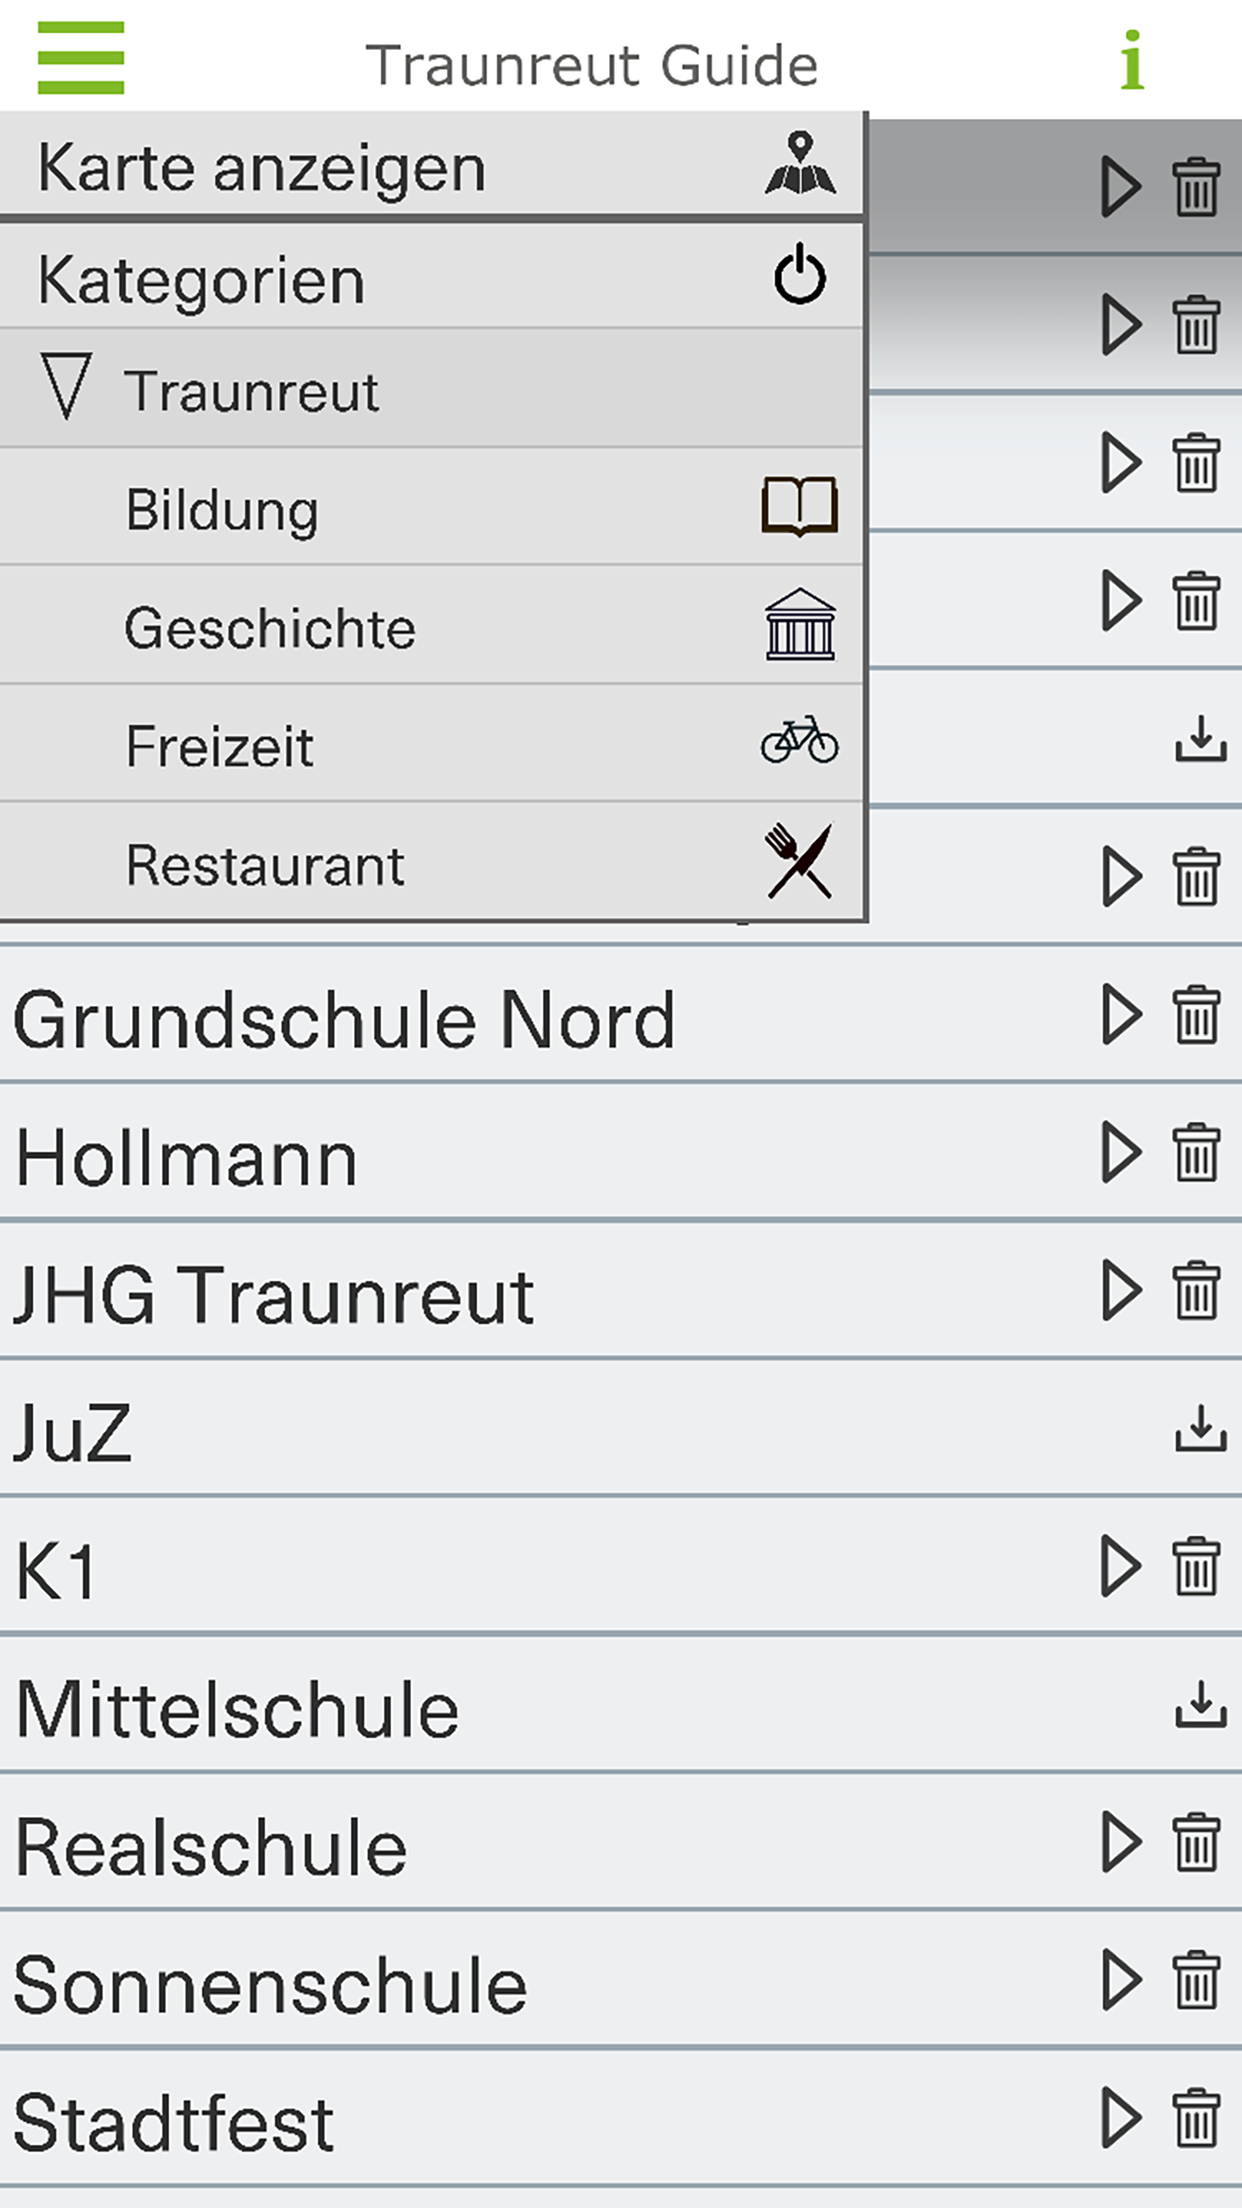 Traunreut Guide
i
Karte anzeigen
Kategorien
Traunreut
Bildung
Geschichte
Freizeit
Restaurant
Grundschule Nord
Hollmann
JHG Traunreut
JuZ
K1
Mittelschule
Realschule
Sonnenschule
Stadtfest